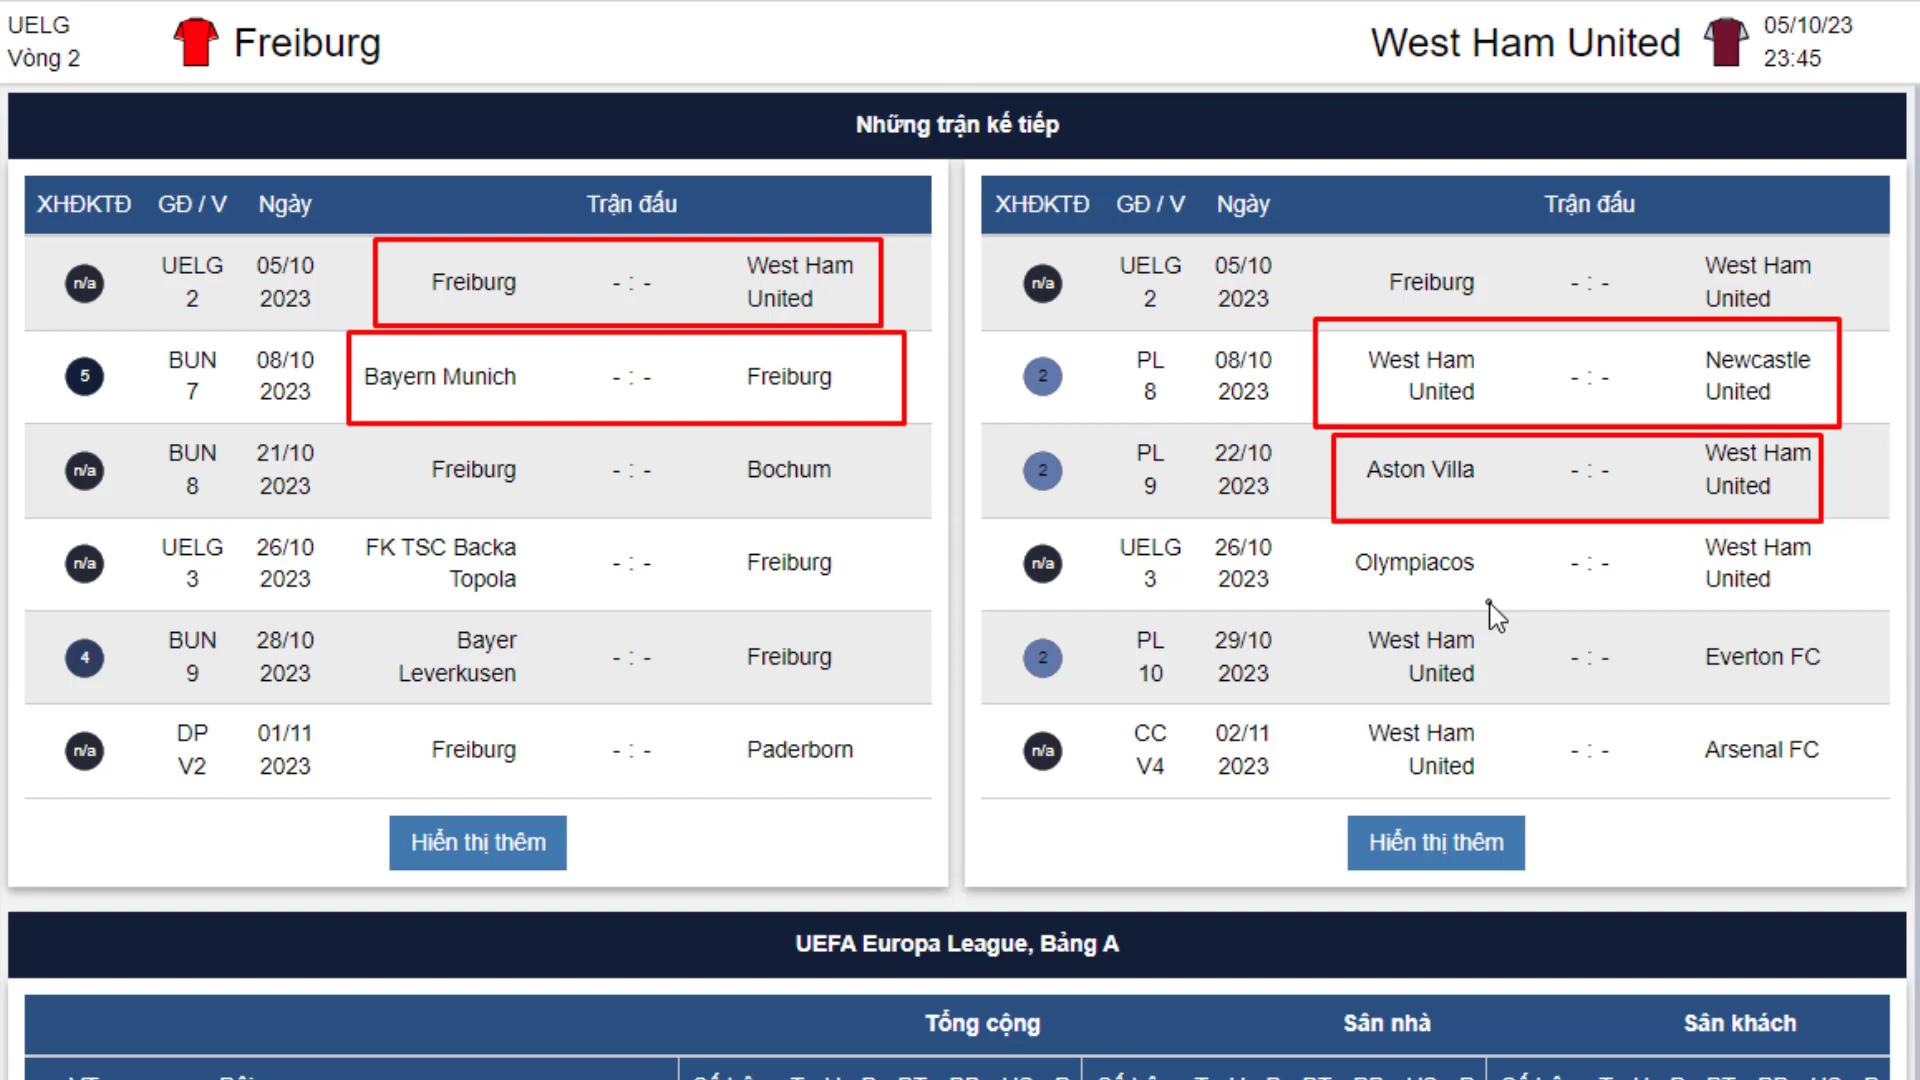 UELG
Vòng 2
Freiburg
West Ham United
05/10/23
23:45
Những trận kế tiếp
XHĐKTĐ GĐ / V Ngày Trận đấu
n/a UELG 2 05/10 2023 Freiburg - : - West Ham United
5 BUN 7 08/10 2023 Bayern Munich - : - Freiburg
n/a BUN 8 21/10 2023 Freiburg - : - Bochum
n/a UELG 3 26/10 2023 FK TSC Backa Topola - : - Freiburg
4 BUN 9 28/10 2023 Bayer Leverkusen - : - Freiburg
n/a DP V2 01/11 2023 Freiburg - : - Paderborn
Hiển thị thêm
XHĐKTĐ GĐ / V Ngày Trận đấu
n/a UELG 2 05/10 2023 Freiburg - : - West Ham United
2 PL 8 08/10 2023 West Ham United - : - Newcastle United
2 PL 9 22/10 2023 Aston Villa - : - West Ham United
n/a UELG 3 26/10 2023 Olympiacos - : - West Ham United
2 PL 10 29/10 2023 West Ham United - : - Everton FC
n/a CC V4 02/11 2023 West Ham United - : - Arsenal FC
Hiển thị thêm
UEFA Europa League, Bảng A
Tổng cộng Sân nhà Sân khách